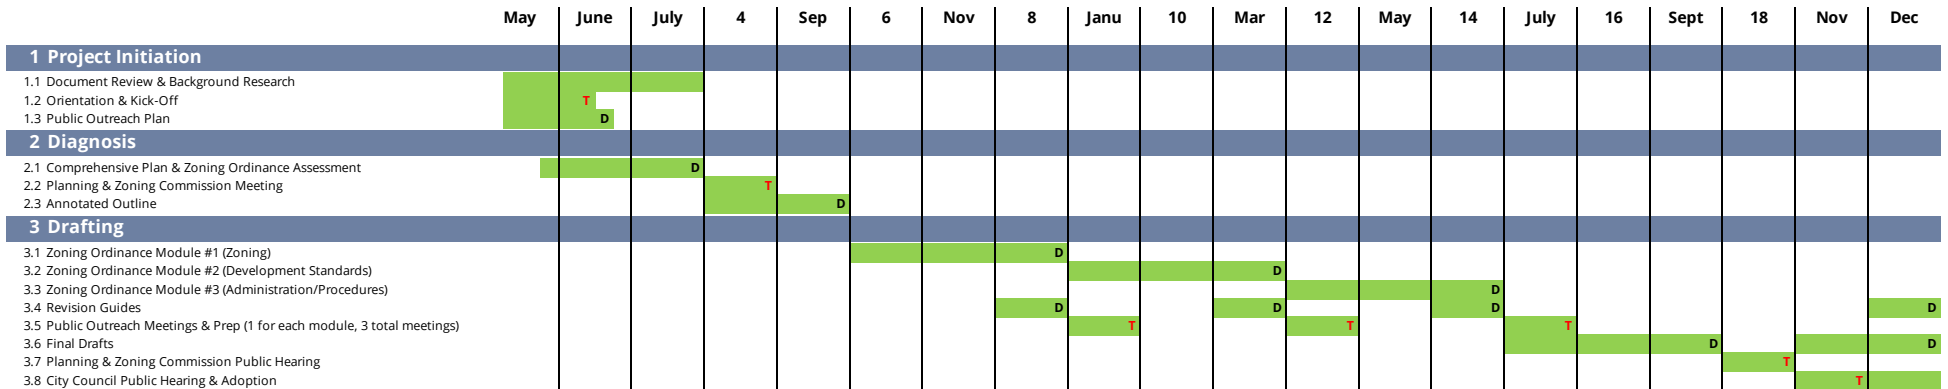 May June July 4 Sep 6 Nov 8 Janu 10 Mar 12 May 14 July 16 Sept 18 Nov Dec
1 Project Initiation
1.1 Document Review & Background Research
1.2 Orientation & Kick-Off T
1.3 Public Outreach Plan D
2 Diagnosis
2.1 Comprehensive Plan & Zoning Ordinance Assessment D
2.2 Planning & Zoning Commission Meeting T
2.3 Annotated Outline D
3 Drafting
3.1 Zoning Ordinance Module #1 (Zoning) D
3.2 Zoning Ordinance Module #2 (Development Standards) D
3.3 Zoning Ordinance Module #3 (Administration/Procedures) D
3.4 Revision Guides D D D D
3.5 Public Outreach Meetings & Prep (1 for each module, 3 total meetings) T T T
3.6 Final Drafts D D
3.7 Planning & Zoning Commission Public Hearing T
3.8 City Council Public Hearing & Adoption T